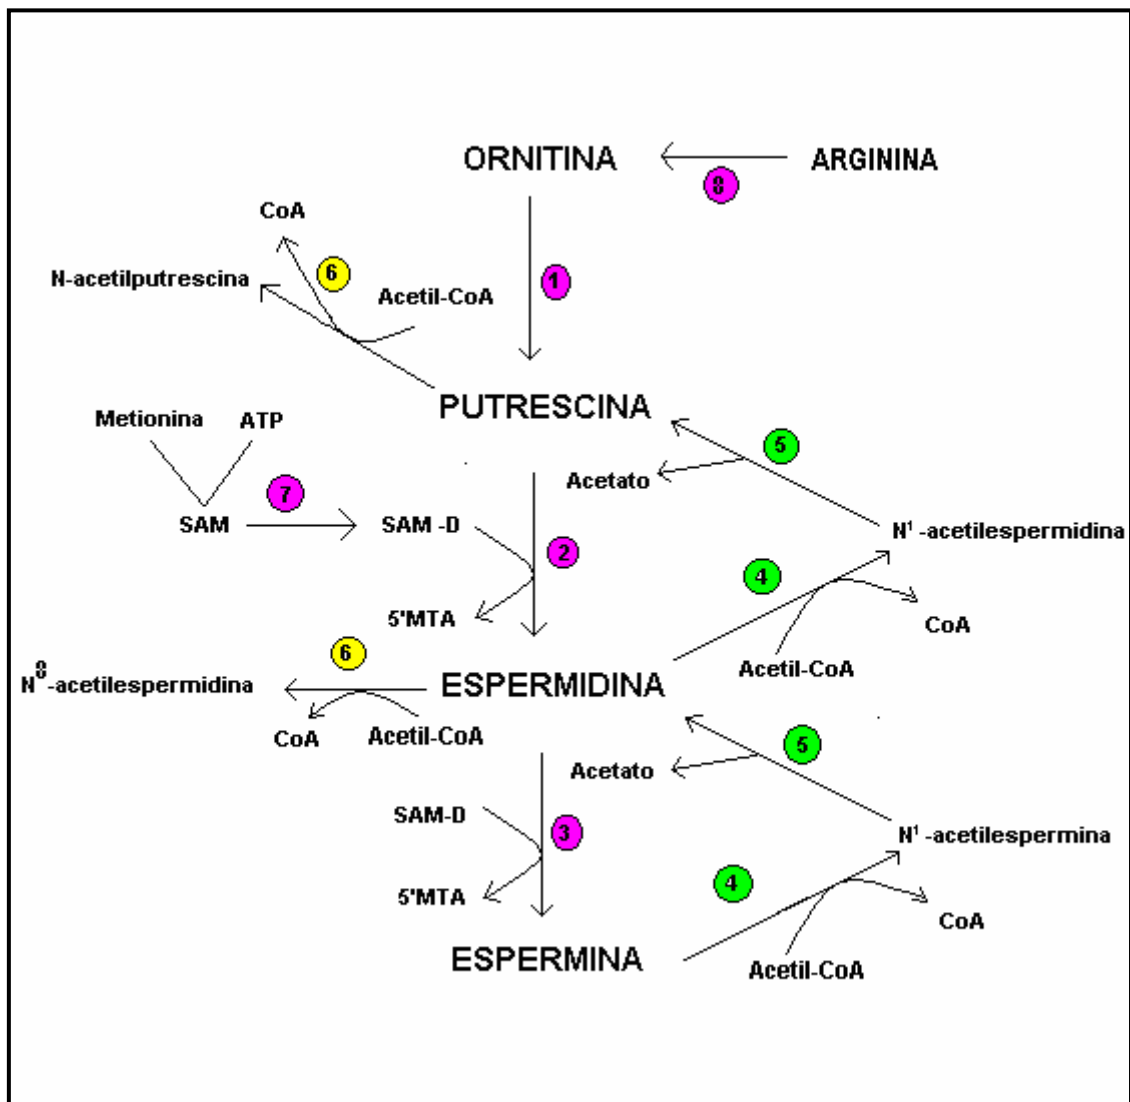 ORNITINA
ARGININA
8
CoA
6
N-acetilputrescina
1
Acetil-CoA
PUTRESCINA
Metionina
ATP
5
Acetato
7
SAM
SAM -D
N¹ -acetilespermidina
2
4
5'MTA
CoA
6
Acetil-CoA
N⁸-acetilespermidina
ESPERMIDINA
CoA
Acetil-CoA
5
Acetato
SAM-D
3
N¹ -acetilespermina
4
5'MTA
CoA
ESPERMINA
Acetil-CoA